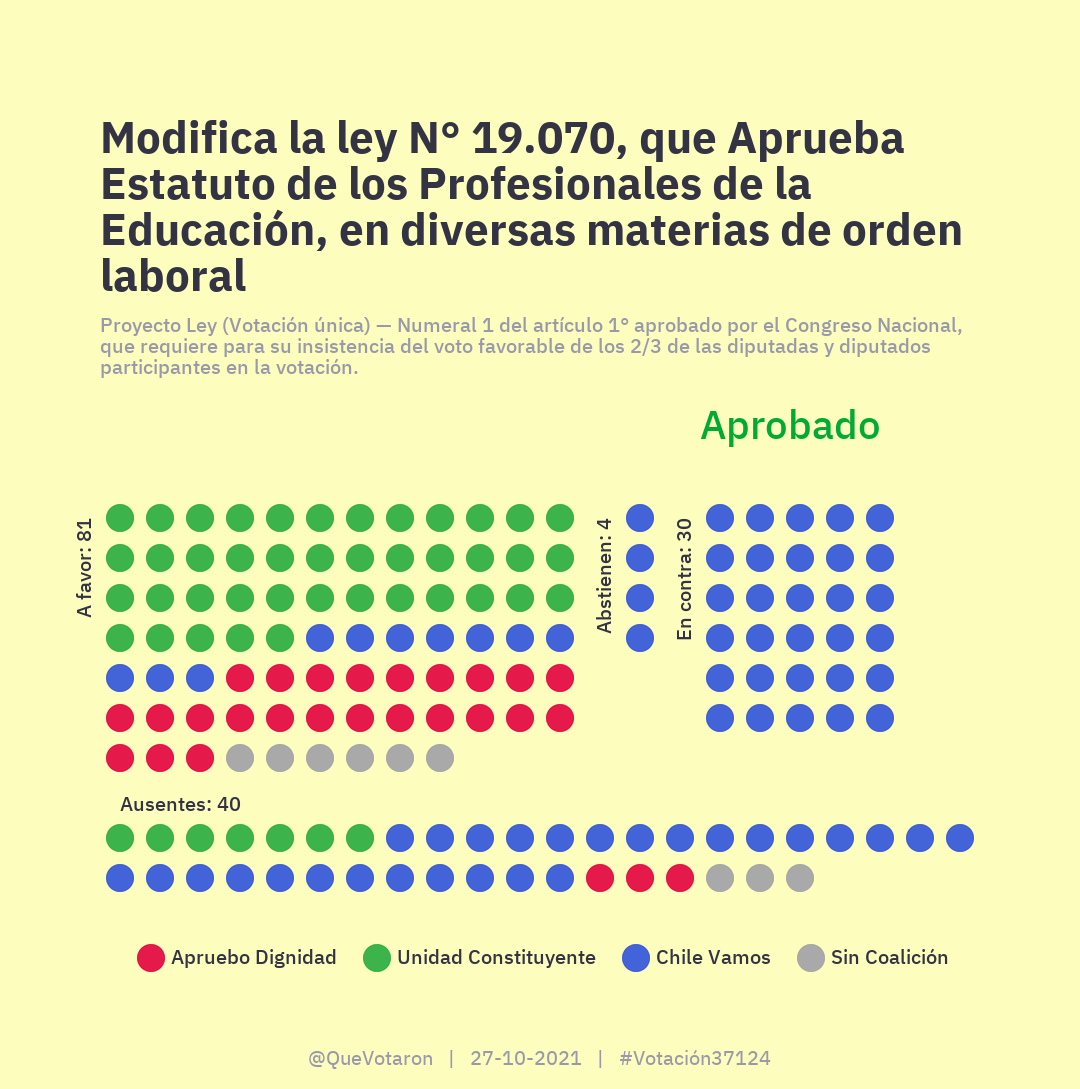 Modifica la ley N° 19.070, que Aprueba
Estatuto de los Profesionales de la
Educación, en diversas materias de orden
laboral
Proyecto Ley (Votación única) — Numeral 1 del artículo 1° aprobado por el Congreso Nacional,
que requiere para su insistencia del voto favorable de los 2/3 de las diputadas y diputados
participantes en la votación.
Aprobado
A favor: 81
Abstienen: 4
En contra: 30
Ausentes: 40
Apruebo Dignidad
Unidad Constituyente
Chile Vamos
Sin Coalición
@QueVotaron | 27-10-2021 | #Votación37124